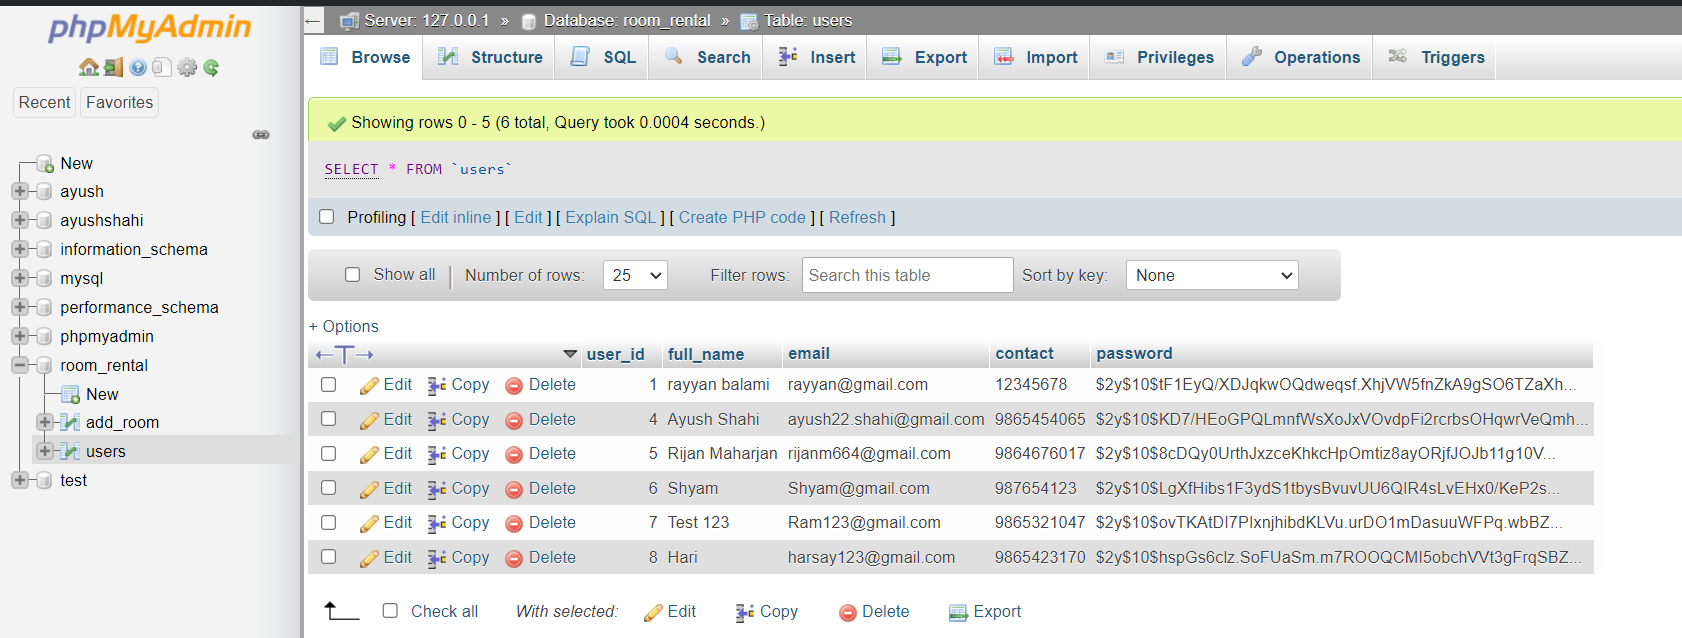 phpMyAdmin
Recent Favorites
New
ayush
ayushshahi
information_schema
mysql
performance_schema
phpmyadmin
room_rental
New
add_room
users
test
Server: 127.0.0.1 » Database: room_rental » Table: users
Browse Structure SQL Search Insert Export Import Privileges Operations Triggers
Showing rows 0 - 5 (6 total, Query took 0.0004 seconds.)
SELECT * FROM `users`
Profiling [ Edit inline ] [ Edit ] [ Explain SQL ] [ Create PHP code ] [ Refresh ]
Show all | Number of rows: 25 Filter rows: Search this table Sort by key: None
+ Options
←T→ user_id full_name email contact password
Edit Copy Delete 1 rayyan balami rayyan@gmail.com 12345678 $2y$10$tF1EyQ/XDJqkwOQdweqsf.XhjVW5fnZkA9gSO6TZaXh...
Edit Copy Delete 4 Ayush Shahi ayush22.shahi@gmail.com 9865454065 $2y$10$KD7/HEoGPQLmnfWsXoJxVOvdpFi2rcrbsOHqwrVeQmh...
Edit Copy Delete 5 Rijan Maharjan rijanm664@gmail.com 9864676017 $2y$10$8cDQy0UrthJxzceKhkcHpOmtiz8ayORjfJOJb11g10V...
Edit Copy Delete 6 Shyam Shyam@gmail.com 987654123 $2y$10$LgXfHibs1F3ydS1tbysBvuvUU6QIR4sLvEHx0/KeP2s...
Edit Copy Delete 7 Test 123 Ram123@gmail.com 9865321047 $2y$10$ovTKAtDI7PIxnjhibdKLVu.urDO1mDasuuWFPq.wbBZ...
Edit Copy Delete 8 Hari harsay123@gmail.com 9865423170 $2y$10$hspGs6clz.SoFUaSm.m7ROOQCMI5obchVVt3gFrqSBZ...
Check all With selected: Edit Copy Delete Export